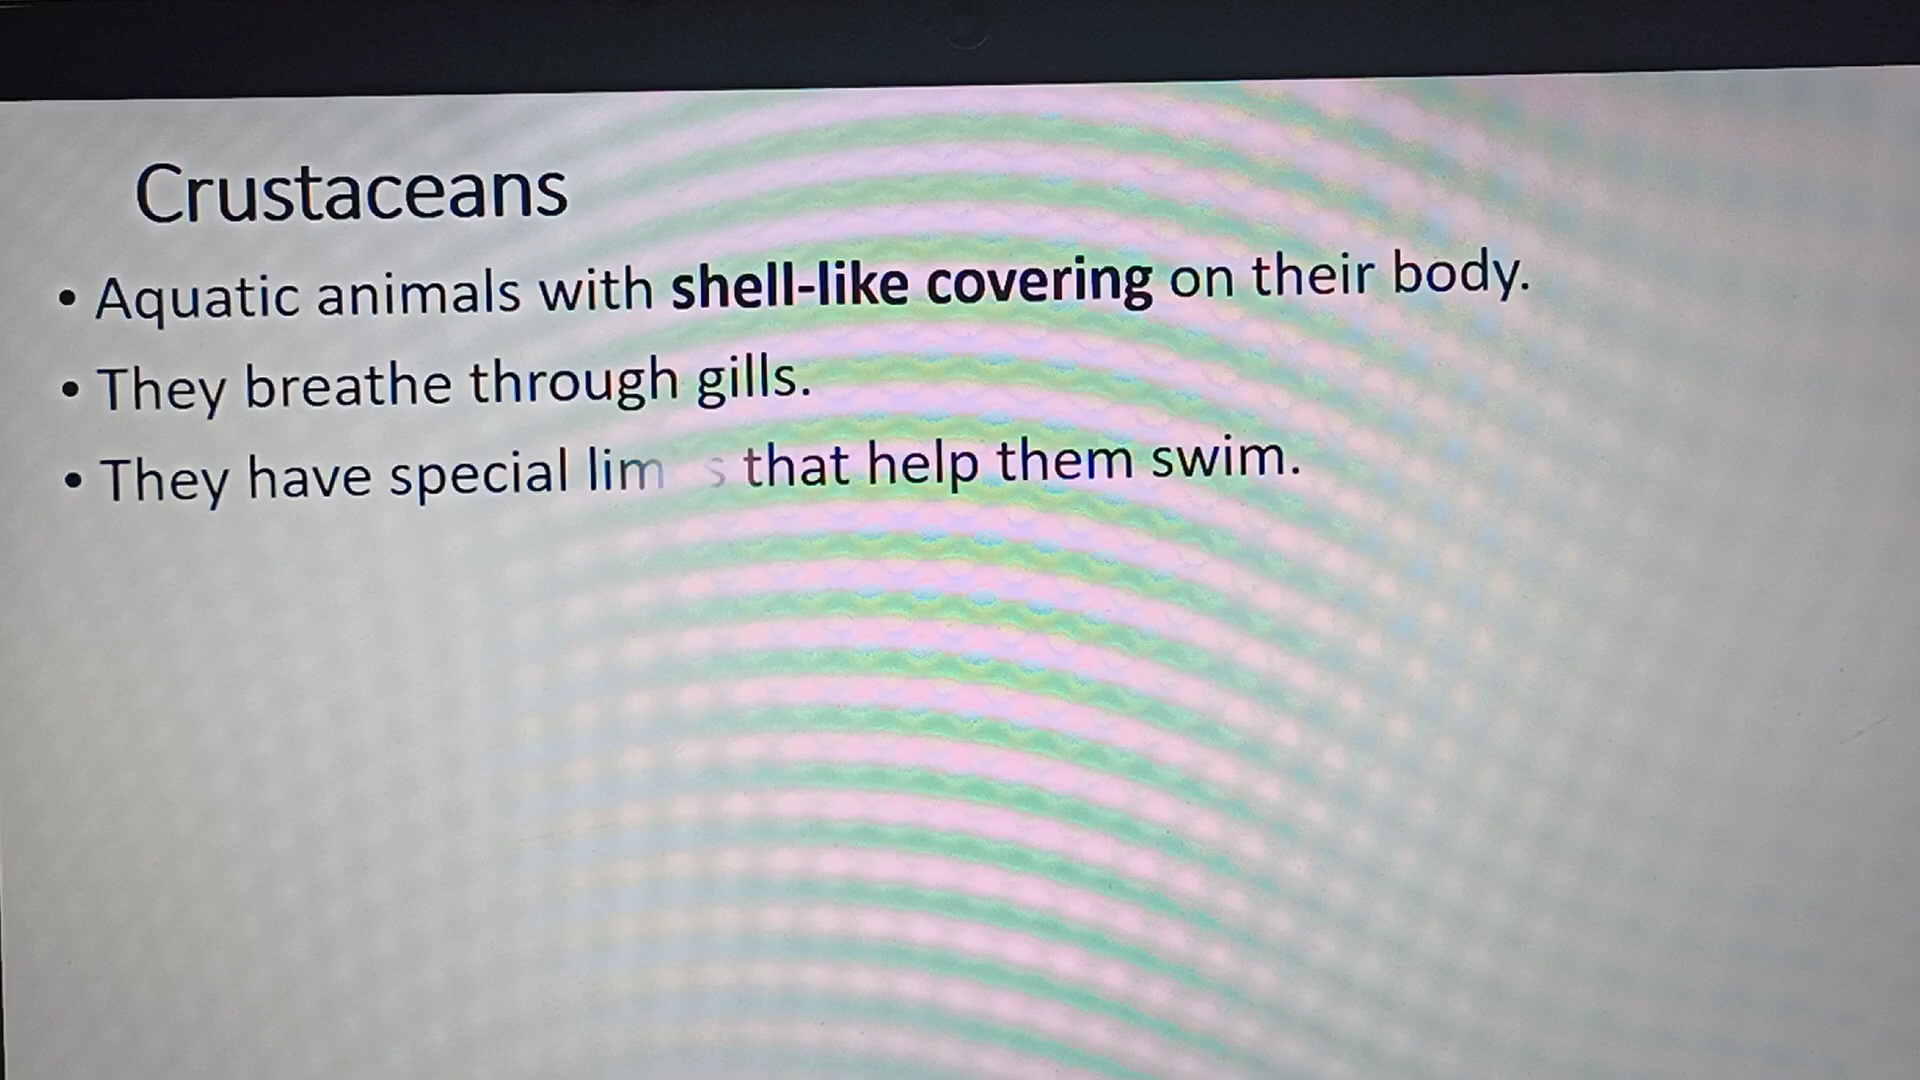 Crustaceans
• Aquatic animals with shell-like covering on their body.
• They breathe through gills.
• They have special that help them swim.